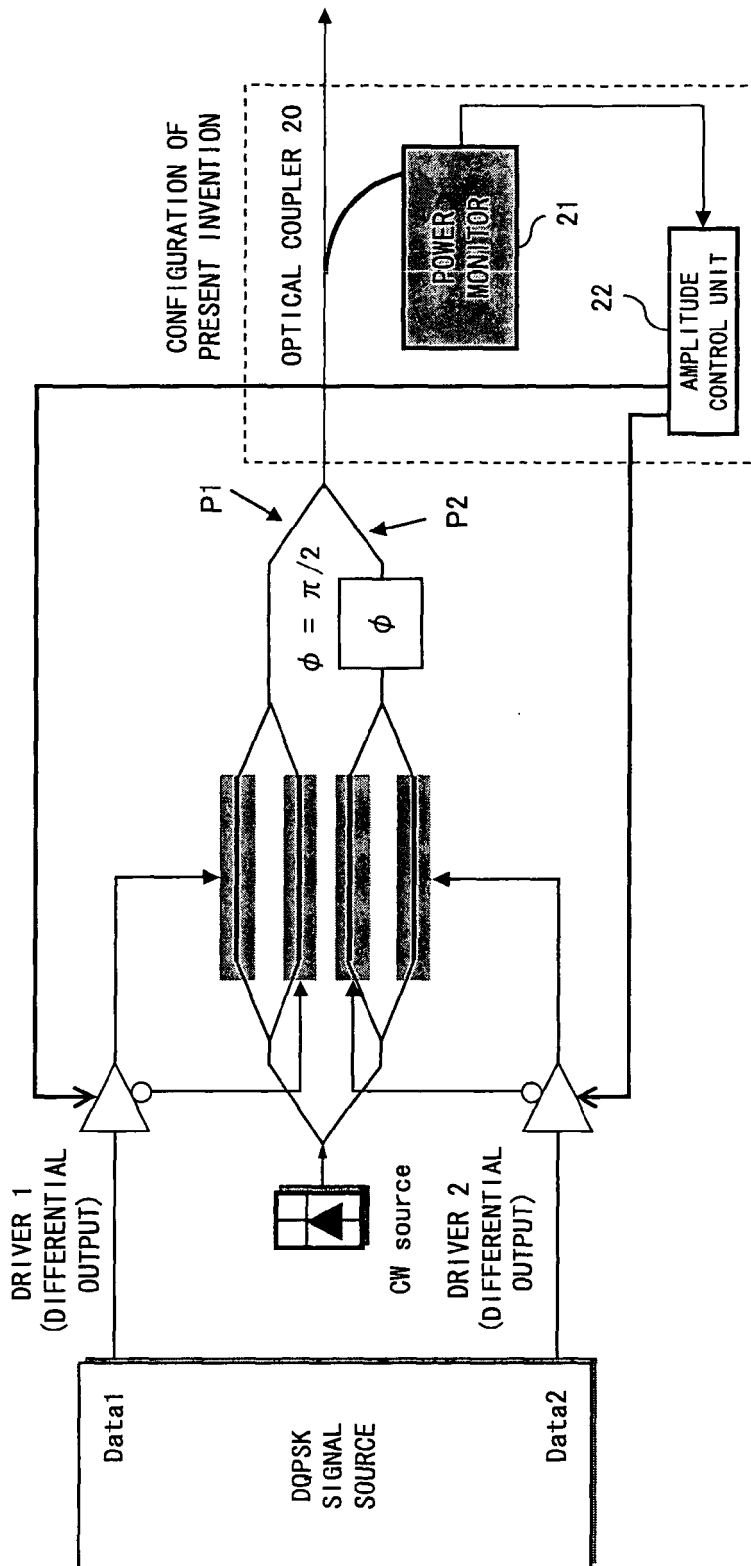 DQPSK
SIGNAL
SOURCE
Data1
Data2
DRIVER 1
(DIFFERENTIAL
OUTPUT)
DRIVER 2
(DIFFERENTIAL
OUTPUT)
CW source
φ = π/2
φ
P1
P2
CONFIGURATION OF
PRESENT INVENTION
OPTICAL COUPLER 20
POWER
MONITOR
21
22
AMPLITUDE
CONTROL UNIT